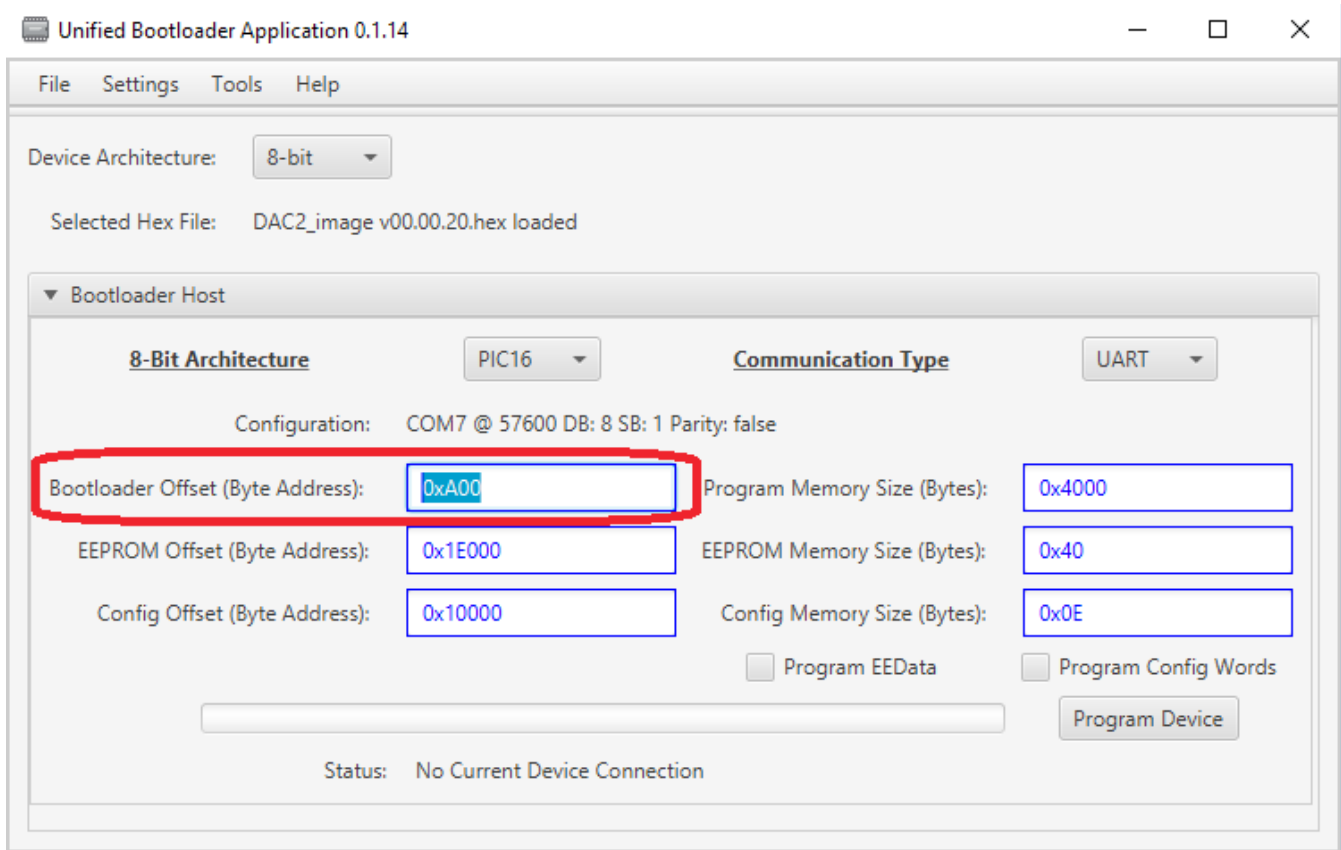 Unified Bootloader Application 0.1.14
File Settings Tools Help
Device Architecture: 8-bit
Selected Hex File: DAC2_image v00.00.20.hex loaded
Bootloader Host
8-Bit Architecture PIC16 Communication Type UART
Configuration: COM7 @ 57600 DB: 8 SB: 1 Parity: false
Bootloader Offset (Byte Address): 0xA00 Program Memory Size (Bytes): 0x4000
EEPROM Offset (Byte Address): 0x1E000 EEPROM Memory Size (Bytes): 0x40
Config Offset (Byte Address): 0x10000 Config Memory Size (Bytes): 0x0E
Program EEData Program Config Words
Program Device
Status: No Current Device Connection